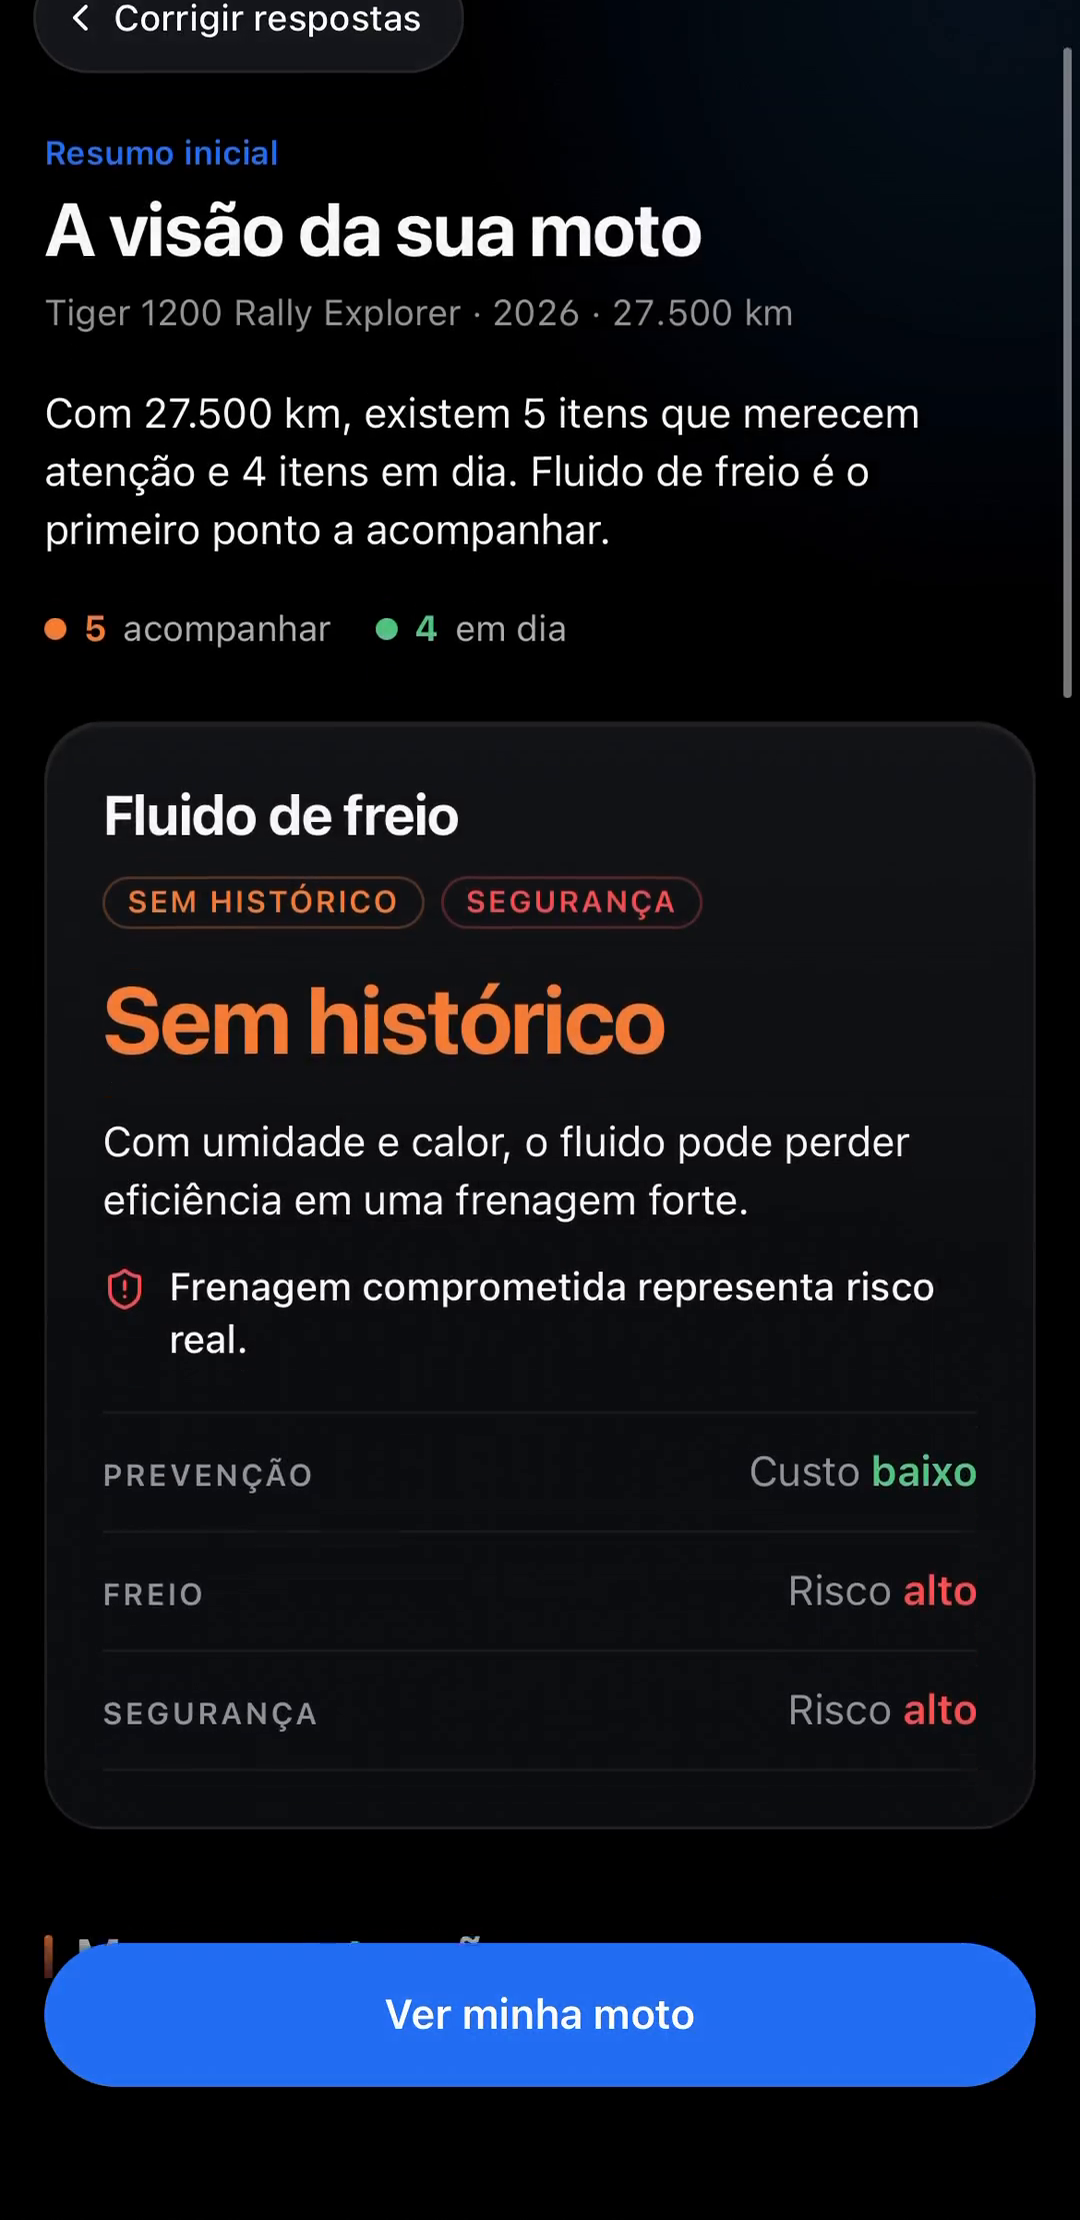 Corrigir respostas
Resumo inicial
A visão da sua moto
Tiger 1200 Rally Explorer · 2026 · 27.500 km
Com 27.500 km, existem 5 itens que merecem
atenção e 4 itens em dia. Fluido de freio é o
primeiro ponto a acompanhar.
5 acompanhar 4 em dia
Fluido de freio
SEM HISTÓRICO SEGURANÇA
Sem histórico
Com umidade e calor, o fluido pode perder
eficiência em uma frenagem forte.
Frenagem comprometida representa risco
real.
PREVENÇÃO Custo baixo
FREIO Risco alto
SEGURANÇA Risco alto
Ver minha moto